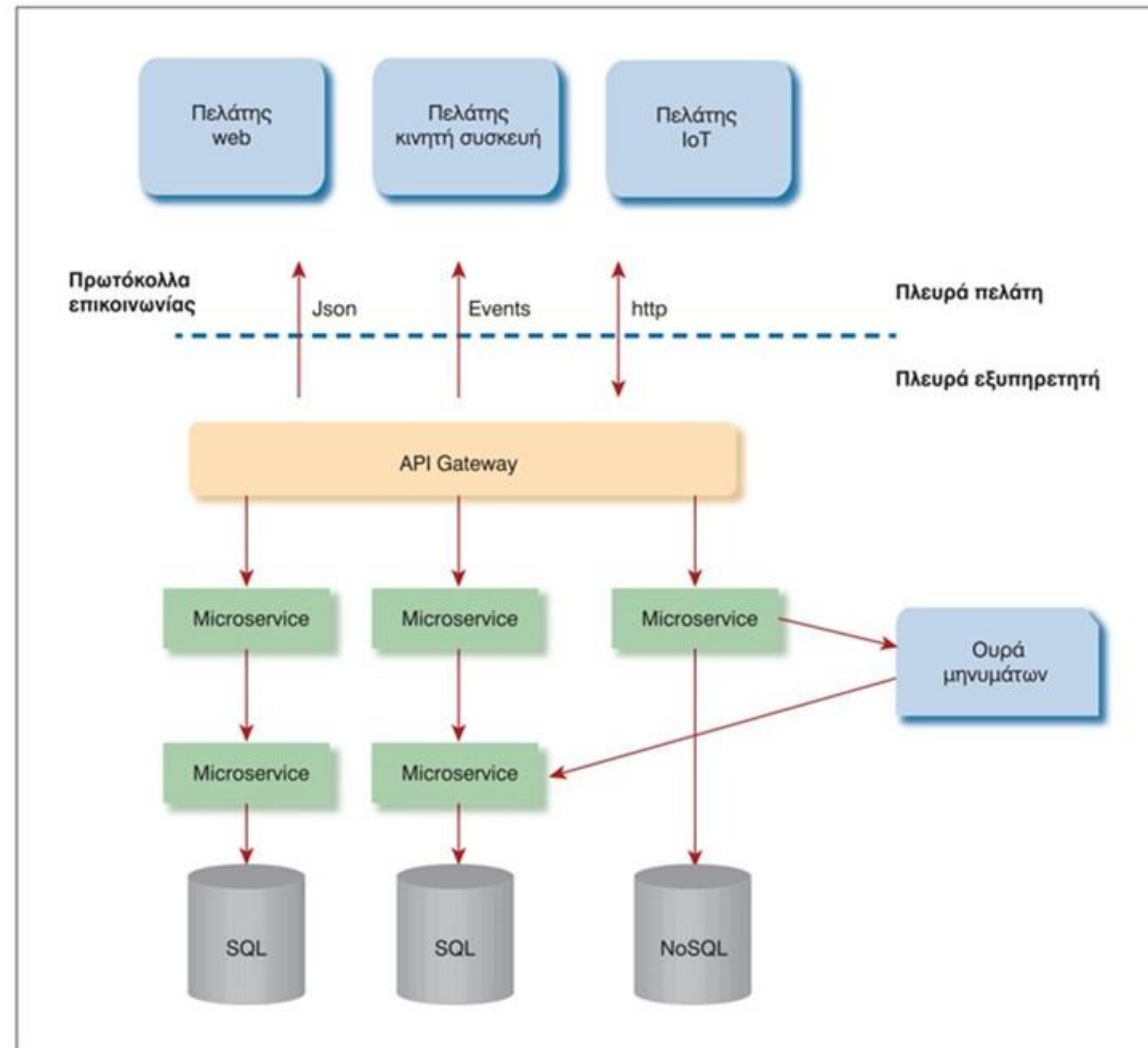 Πελάτης
web
Πελάτης
κινητή συσκευή
Πελάτης
IoT
Πρωτόκολλα
επικοινωνίας
Json
Events
http
Πλευρά πελάτη
Πλευρά εξυπηρετητή
API Gateway
Microservice
Microservice
Microservice
Ουρά
μηνυμάτων
Microservice
Microservice
SQL
SQL
NoSQL